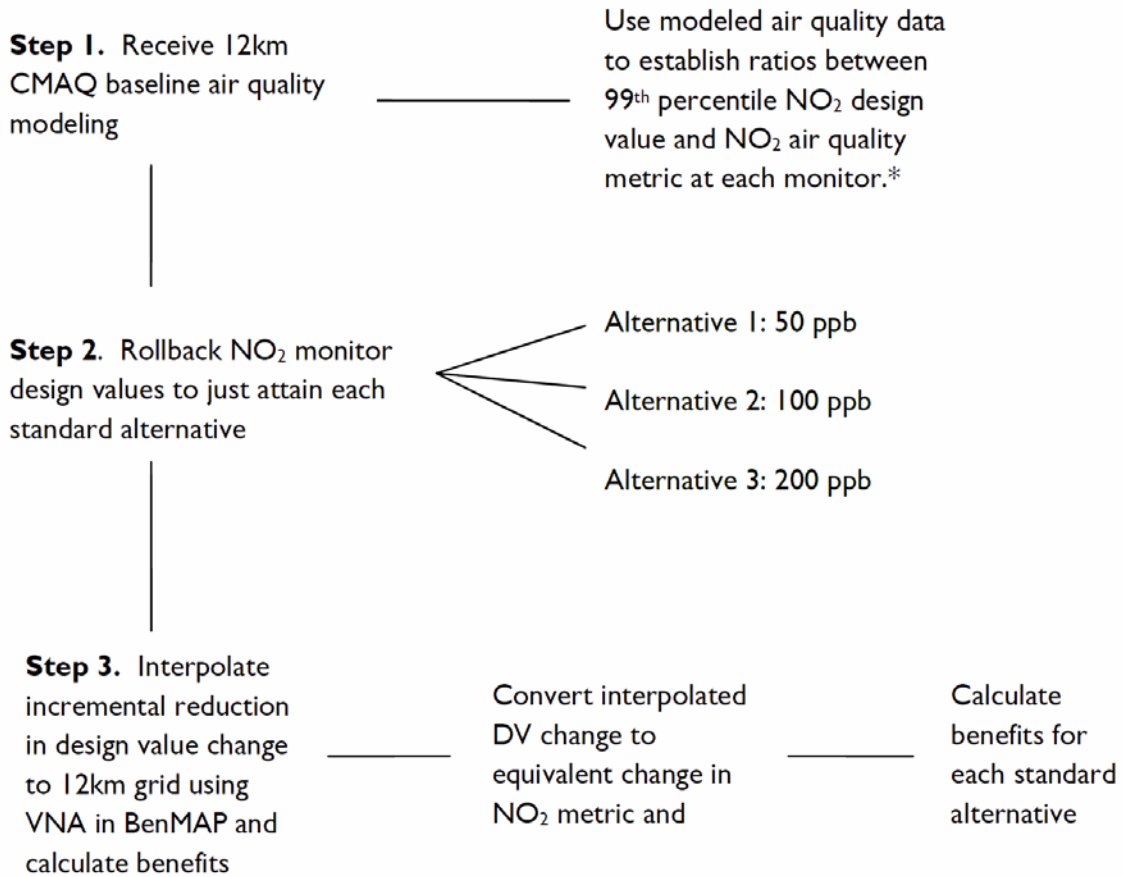 Step 1. Receive 12km
CMAQ baseline air quality
modeling
Use modeled air quality data
to establish ratios between
99th percentile NO₂ design
value and NO₂ air quality
metric at each monitor.*
Step 2. Rollback NO₂ monitor
design values to just attain each
standard alternative
Alternative 1: 50 ppb
Alternative 2: 100 ppb
Alternative 3: 200 ppb
Step 3. Interpolate
incremental reduction
in design value change
to 12km grid using
VNA in BenMAP and
calculate benefits
Convert interpolated
DV change to
equivalent change in
NO₂ metric and
Calculate
benefits for
each standard
alternative